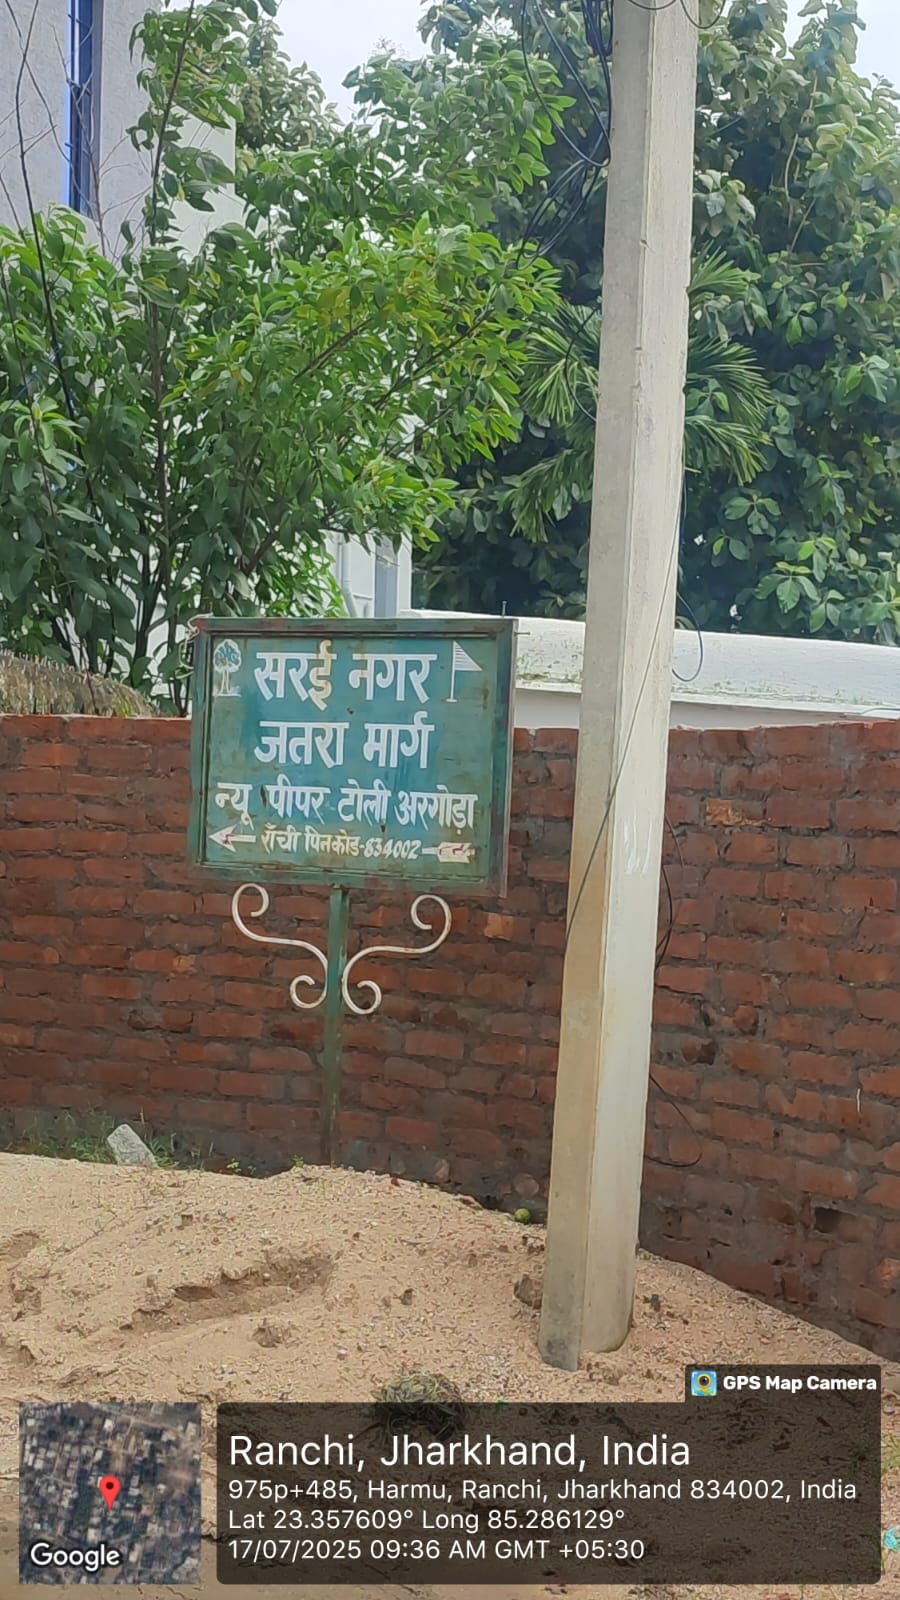 सरई नगर
जतरा मार्ग
न्यू पीपर टोली अरगोड़ा
राँची पिनकोड-834002
GPS Map Camera
Ranchi, Jharkhand, India
975p+485, Harmu, Ranchi, Jharkhand 834002, India
Lat 23.357609° Long 85.286129°
17/07/2025 09:36 AM GMT +05:30
Google